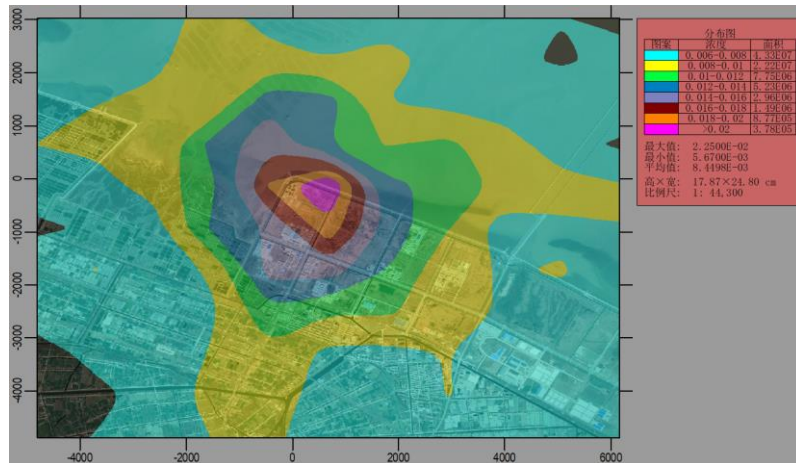 分布图
图案 浓度 面积
0.006-0.008 4.33E07
0.008-0.01 2.22E07
0.01-0.012 7.75E06
0.012-0.014 5.23E06
0.014-0.016 2.96E06
0.016-0.018 1.49E06
0.018-0.02 8.77E05
>0.02 3.78E05
最大值: 2.2500E-02
最小值: 5.6700E-03
平均值: 8.4498E-03
高×宽: 17.87×24.80 cm
比例尺: 1: 44,300
3000
2000
1000
0
-1000
-2000
-3000
-4000
-4000 -2000 0 2000 4000 6000